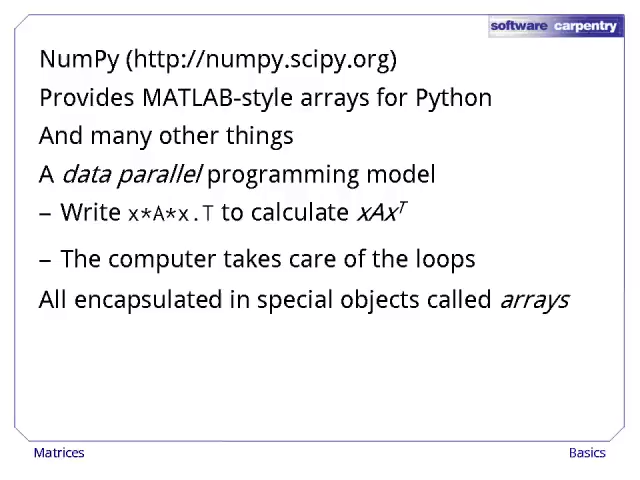 software carpentry
NumPy (http://numpy.scipy.org)
Provides MATLAB-style arrays for Python
And many other things
A data parallel programming model
– Write x*A*x.T to calculate xAxᵀ
– The computer takes care of the loops
All encapsulated in special objects called arrays
Matrices
Basics